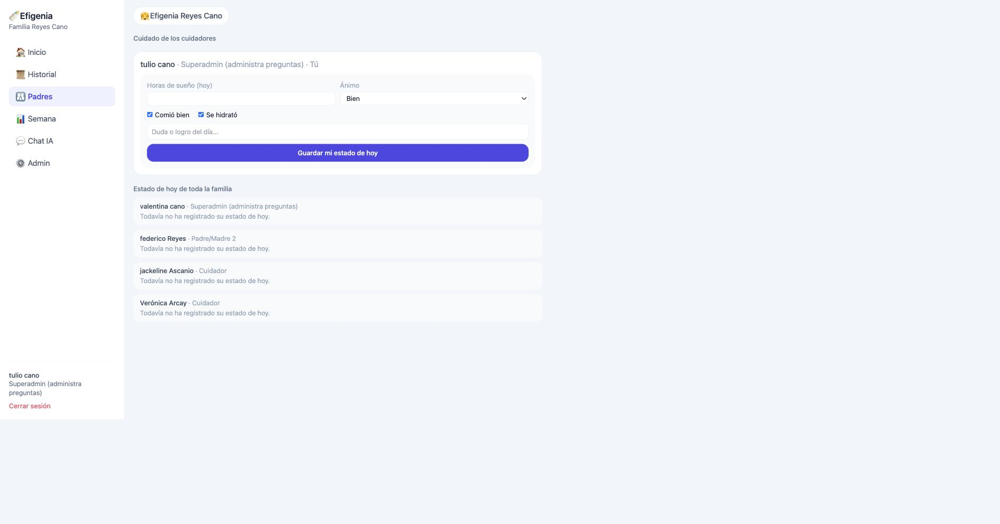 Efigenia
Familia Reyes Cano
Inicio
Historial
Padres
Semana
Chat IA
Admin
tulio cano
Superadmin (administra
preguntas)
Cerrar sesión
Efigenia Reyes Cano
Cuidado de los cuidadores
tulio cano · Superadmin (administra preguntas) · Tú
Horas de sueño (hoy)
Ánimo
Bien
Comió bien
Se hidrató
Duda o logro del día...
Guardar mi estado de hoy
Estado de hoy de toda la familia
valentina cano · Superadmin (administra preguntas)
Todavía no ha registrado su estado de hoy.
federico Reyes · Padre/Madre 2
Todavía no ha registrado su estado de hoy.
jackeline Ascanio · Cuidador
Todavía no ha registrado su estado de hoy.
Verónica Arcay · Cuidador
Todavía no ha registrado su estado de hoy.